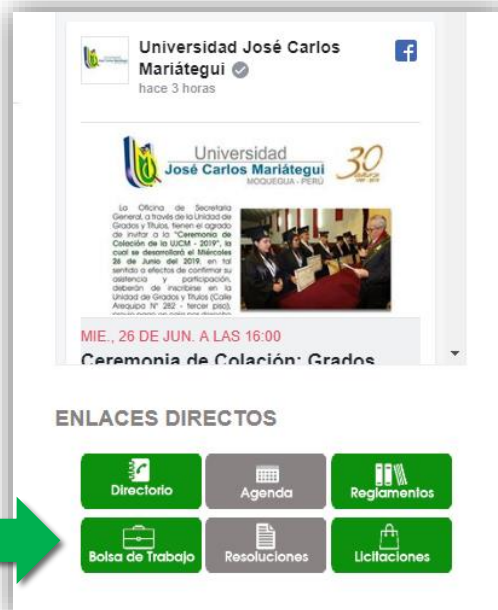 Universidad José Carlos
Mariátegui
hace 3 horas
Universidad
José Carlos Mariátegui
MOQUEGUA - PERÚ
30
La Oficina de Secretaria
General, a través de la Unidad de
Grados y Títulos, tienen el agrado
de invitar a la "Ceremonia de
Colación de la UJCM - 2019", la
cual se desarrollará el Miércoles
26 de Junio del 2019, en tal
sentido a efectos de confirmar su
asistencia y participación,
deberán de inscribirse en la
Unidad de Grados y Títulos (Calle
Arequipa N° 282 - tercer piso),
MIE., 26 DE JUN. A LAS 16:00
Ceremonia de Colación: Grados
ENLACES DIRECTOS
Directorio
Agenda
Reglamentos
Bolsa de Trabajo
Resoluciones
Licitaciones